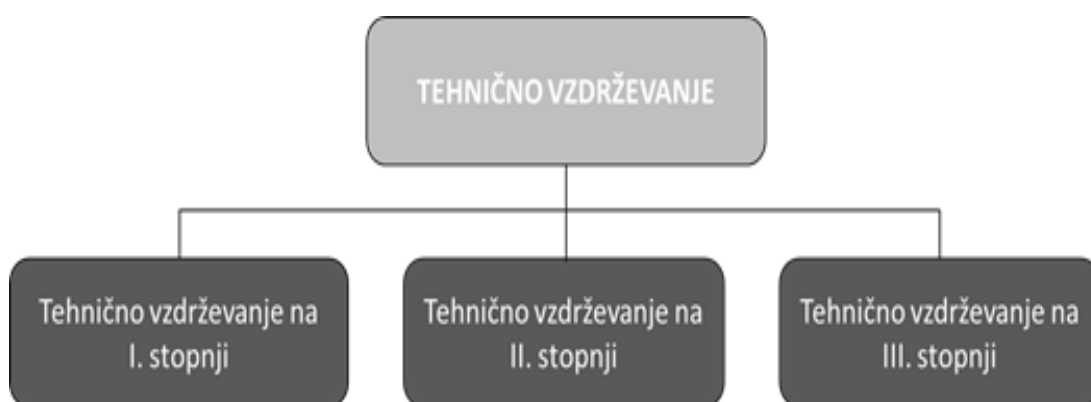 TEHNIČNO VZDRŽEVANJE
Tehnično vzdrževanje na
I. stopnji
Tehnično vzdrževanje na
II. stopnji
Tehnično vzdrževanje na
III. stopnji